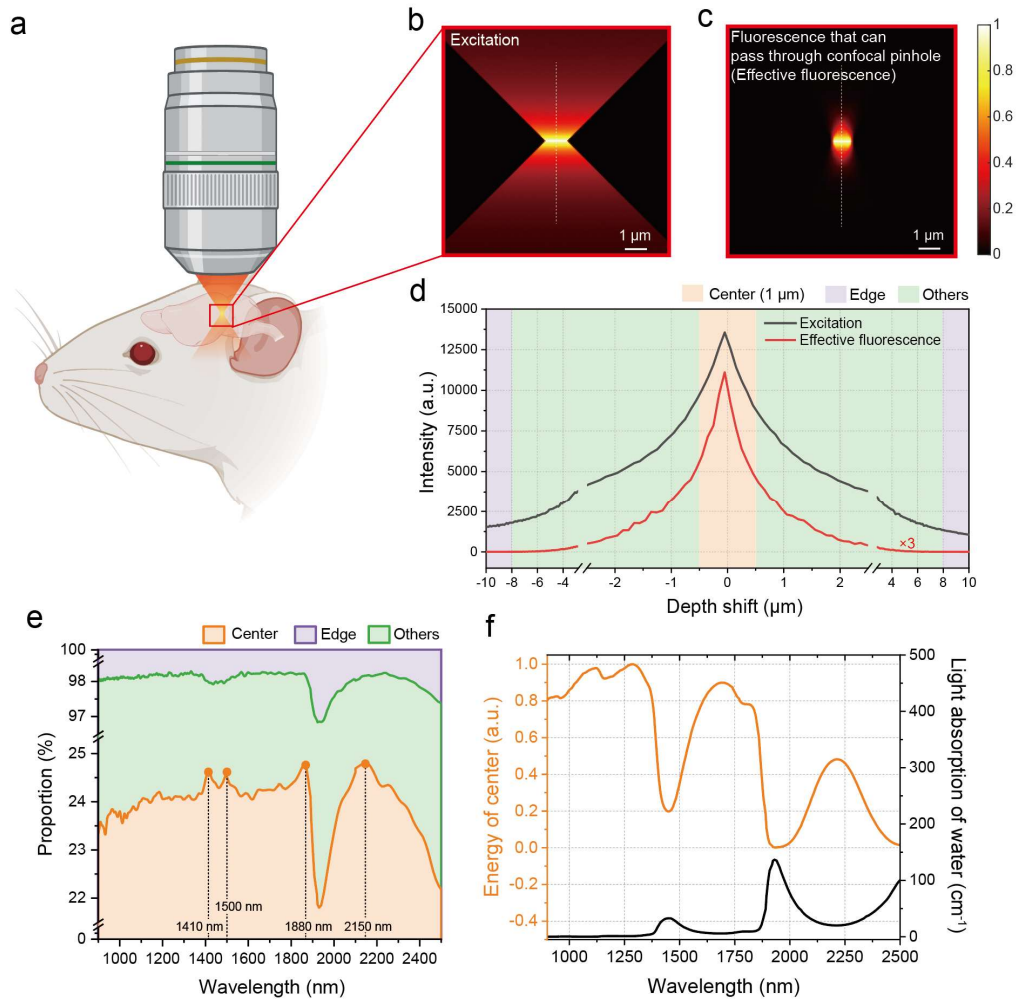 a
b
Excitation
1 μm
c
Fluorescence that can
pass through confocal pinhole
(Effective fluorescence)
1 μm
1
0.8
0.6
0.4
0.2
0
d
Center (1 μm)
Edge
Others
Excitation
Effective fluorescence
×3
15000
12500
10000
7500
5000
2500
0
Intensity (a.u.)
-10 -8 -6 -4 -2 -1 0 1 2 4 6 8 10
Depth shift (μm)
e
Center
Edge
Others
100
98
97
25
24
23
22
0
Proportion (%)
1410 nm
1500 nm
1880 nm
2150 nm
1000 1200 1400 1600 1800 2000 2200 2400
Wavelength (nm)
f
1.0
0.8
0.6
0.4
0.2
0.0
-0.2
-0.4
Energy of center (a.u.)
500
400
300
200
100
0
Light absorption of water (cm-1)
1000 1250 1500 1750 2000 2250 2500
Wavelength (nm)